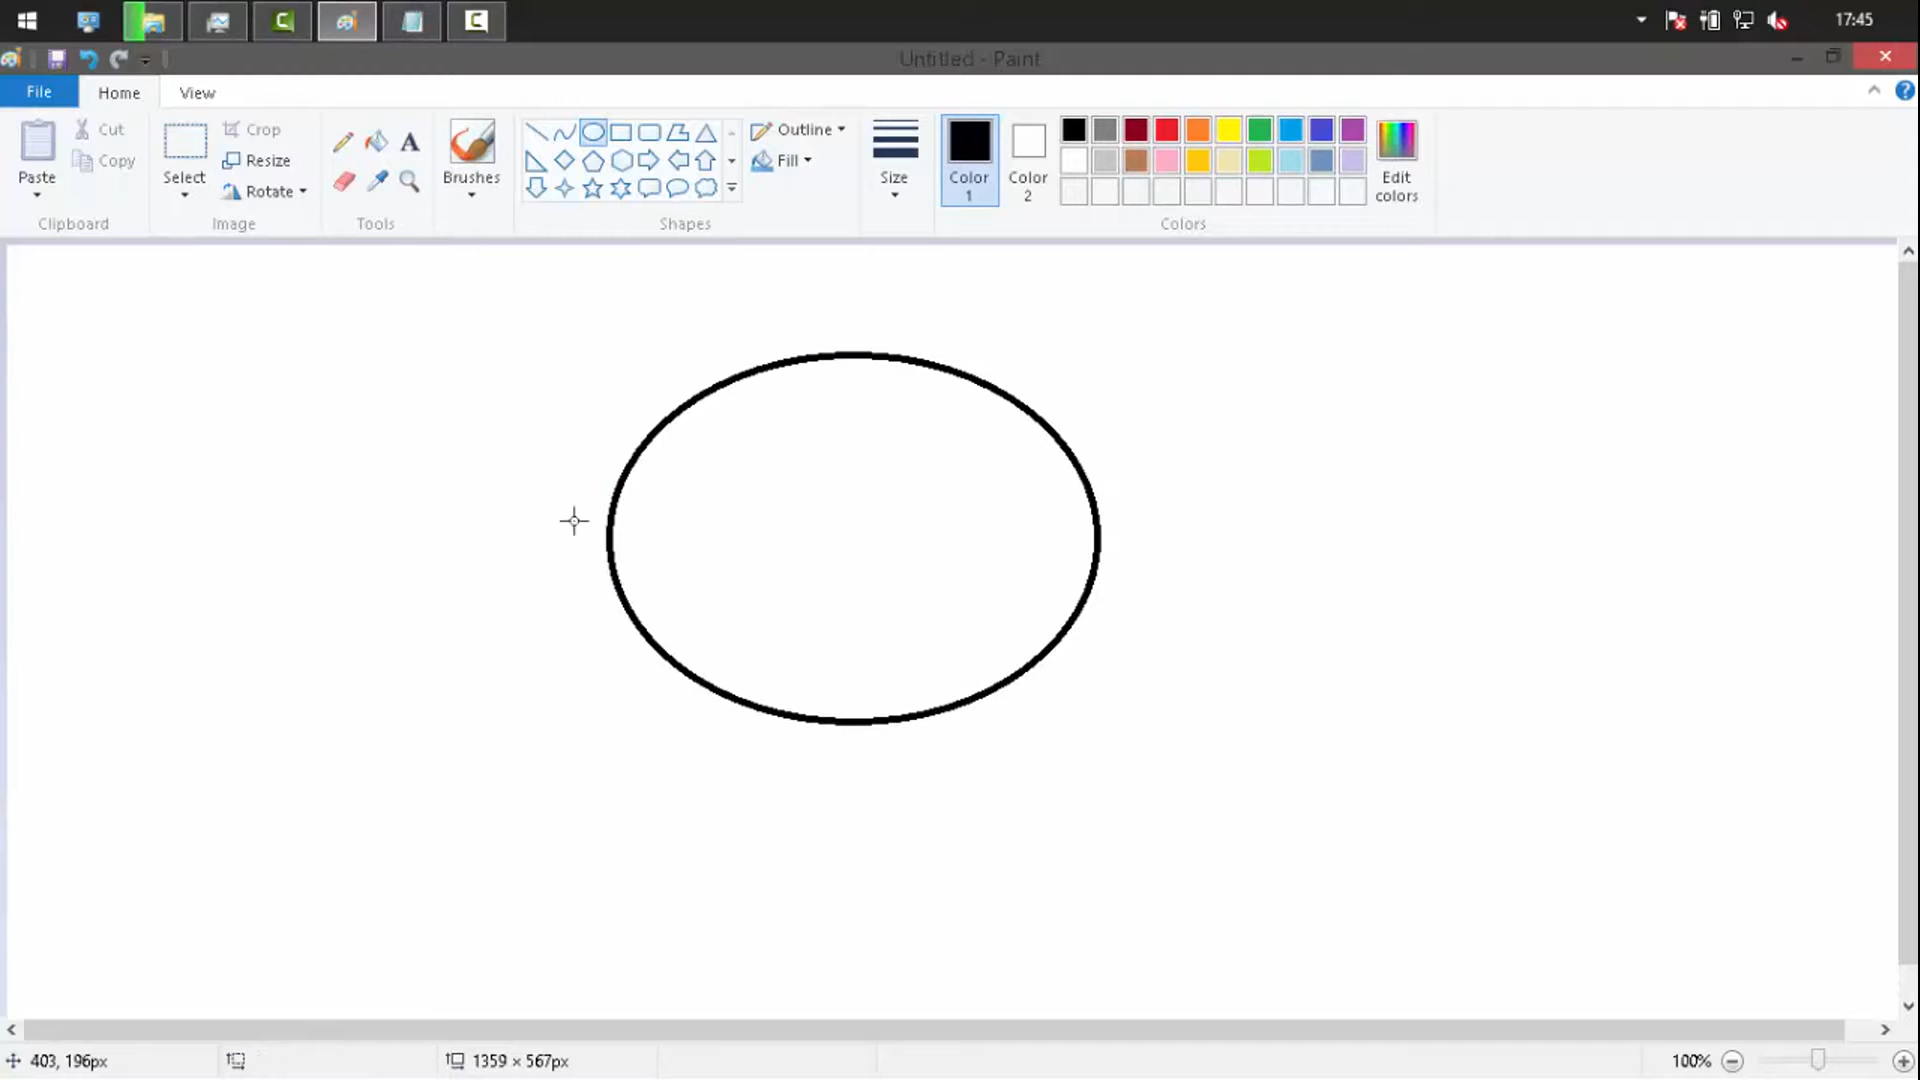 17:45
Untitled - Paint
File Home View
Cut Crop Outline
Copy Resize Fill
Paste Select Rotate Brushes Size Color 1 Color 2 Edit colors
Clipboard Image Tools Shapes Colors
403, 196px 1359 × 567px 100%